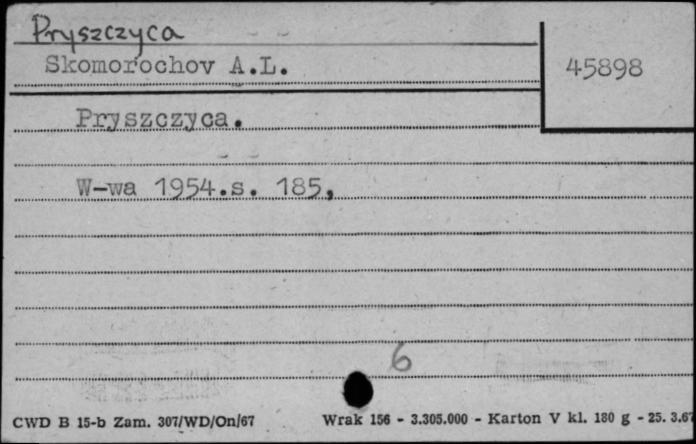 Pryszczyca
Skomorochov A.L.
45898
Pryszczyca.
W-wa 1954.s. 185,
6
CWD B 15-b Zam. 307/WD/On/67 Wrak 156 - 3.305.000 - Karton V kl. 180 g - 25. 3.67